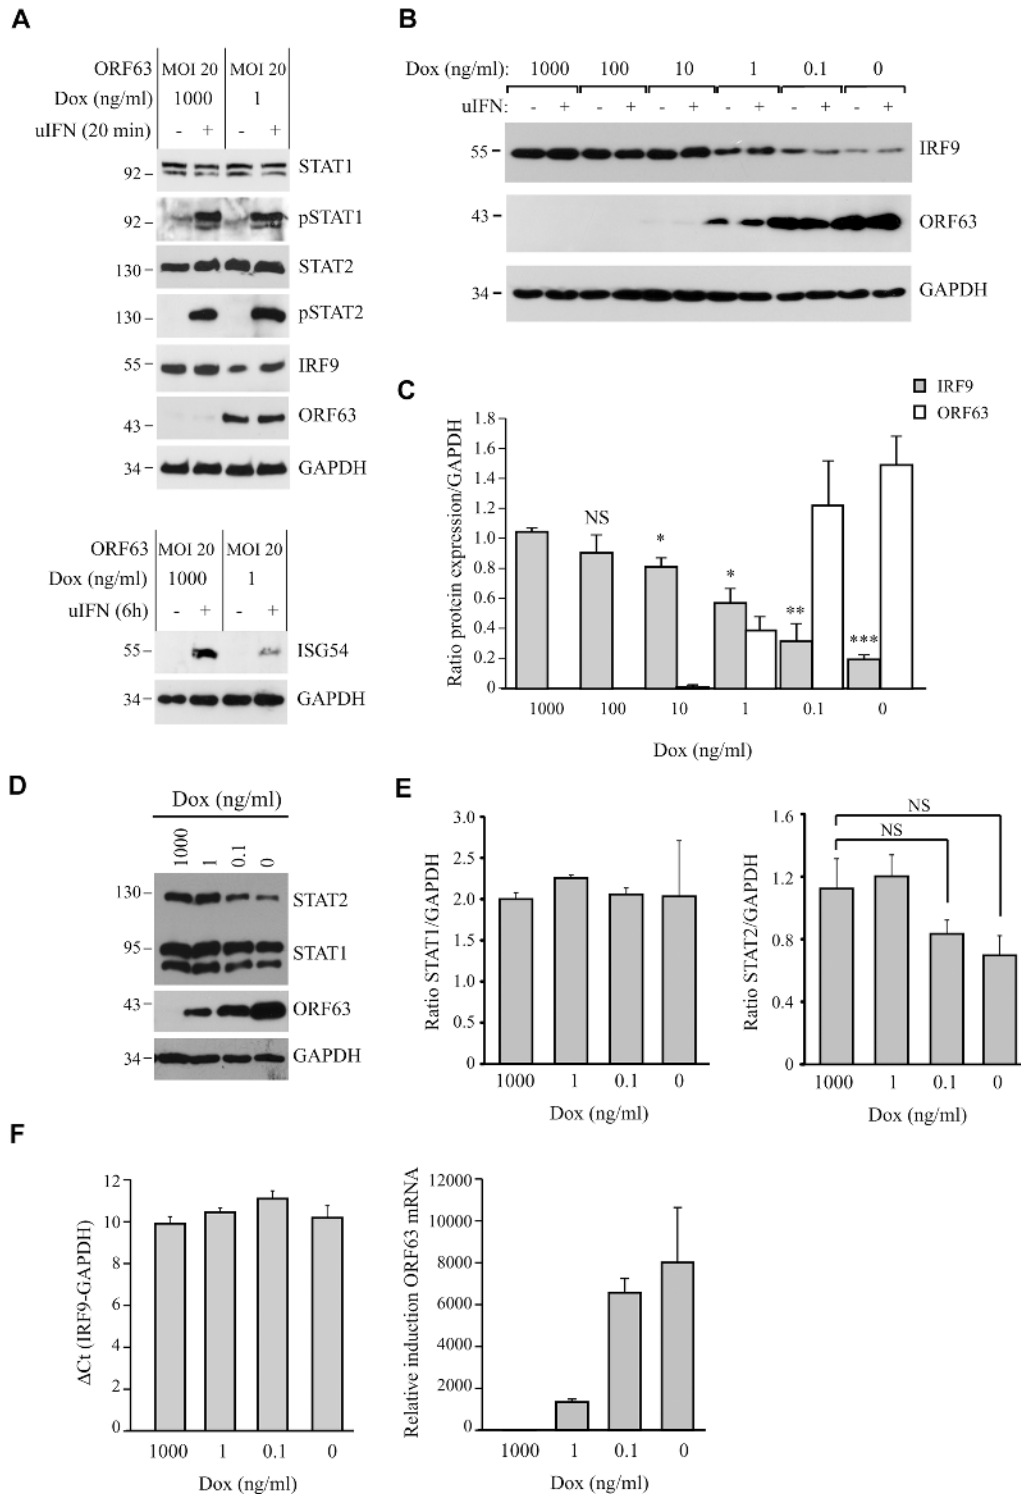 A
ORF63 MOI 20 MOI 20
Dox (ng/ml) 1000 1
uIFN (20 min) - + - +
92 STAT1
92 pSTAT1
130 STAT2
130 pSTAT2
55 IRF9
43 ORF63
34 GAPDH
ORF63 MOI 20 MOI 20
Dox (ng/ml) 1000 1
uIFN (6h) - + - +
55 ISG54
34 GAPDH
B
Dox (ng/ml): 1000 100 10 1 0.1 0
uIFN: - + - + - + - + - + - +
55 IRF9
43 ORF63
34 GAPDH
C
IRF9
ORF63
Ratio protein expression/GAPDH
1.8
1.6
1.4
1.2
1.0
0.8
0.6
0.4
0.2
0
NS
*
*
**
***
1000 100 10 1 0.1 0
Dox (ng/ml)
D
Dox (ng/ml)
1000 1 0.1 0
130 STAT2
95 STAT1
43 ORF63
34 GAPDH
E
Ratio STAT1/GAPDH
3.0
2.5
2.0
1.5
1.0
0.5
0
1000 1 0.1 0
Dox (ng/ml)
Ratio STAT2/GAPDH
1.6
1.2
0.8
0.4
0
NS
NS
1000 1 0.1 0
Dox (ng/ml)
F
ΔCt (IRF9-GAPDH)
12
10
8
6
4
2
0
1000 1 0.1 0
Dox (ng/ml)
Relative induction ORF63 mRNA
12000
10000
8000
6000
4000
2000
0
1000 1 0.1 0
Dox (ng/ml)